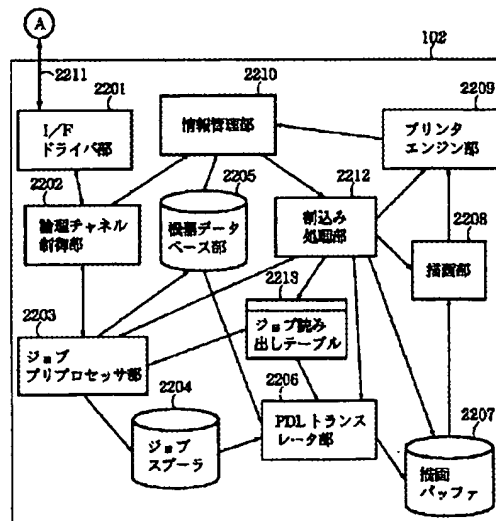 A
102
2211
2201
I/F
ドライバ部
2210
情報管理部
2209
プリンタ
エンジン部
2202
論理チャネル
制御部
2205
機器データ
ベース部
2212
割込み
処理部
2208
描画部
2203
ジョブ
プリプロセッサ部
2213
ジョブ読み
出しテーブル
2204
ジョブ
スプーラ
2206
PDLトランス
レータ部
2207
描画
バッファ